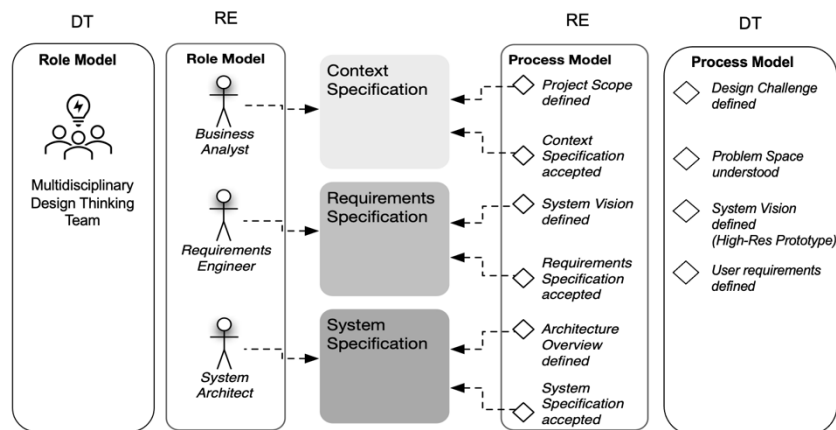 DT
RE
RE
DT
Role Model
Multidisciplinary
Design Thinking
Team
Role Model
Business
Analyst
Requirements
Engineer
System
Architect
Context
Specification
Requirements
Specification
System
Specification
Process Model
Project Scope
defined
Context
Specification
accepted
System Vision
defined
Requirements
Specification
accepted
Architecture
Overview
defined
System
Specification
accepted
Process Model
Design Challenge
defined
Problem Space
understood
System Vision
defined
(High-Res Prototype)
User requirements
defined